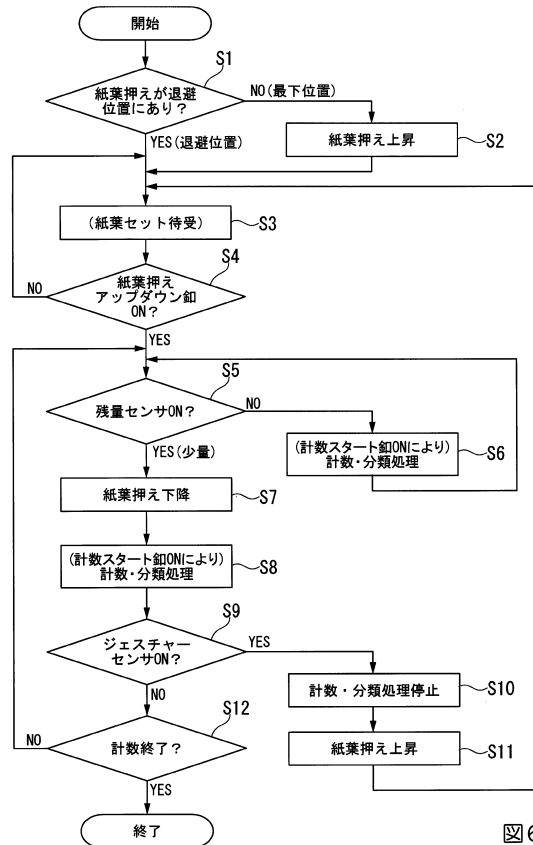 開始
S1
紙葉押えが退避
位置にあり?
NO(最下位置)
YES(退避位置)
紙葉押え上昇
S2
(紙葉セット待受)
S3
S4
紙葉押え
アップダウン釦
ON?
NO
YES
S5
残量センサON?
NO
YES(少量)
(計数スタート釦ONにより)
計数・分類処理
S6
紙葉押え下降
S7
(計数スタート釦ONにより)
計数・分類処理
S8
S9
ジェスチャー
センサON?
YES
NO
計数・分類処理停止
S10
紙葉押え上昇
S11
S12
計数終了?
NO
YES
終了
図6